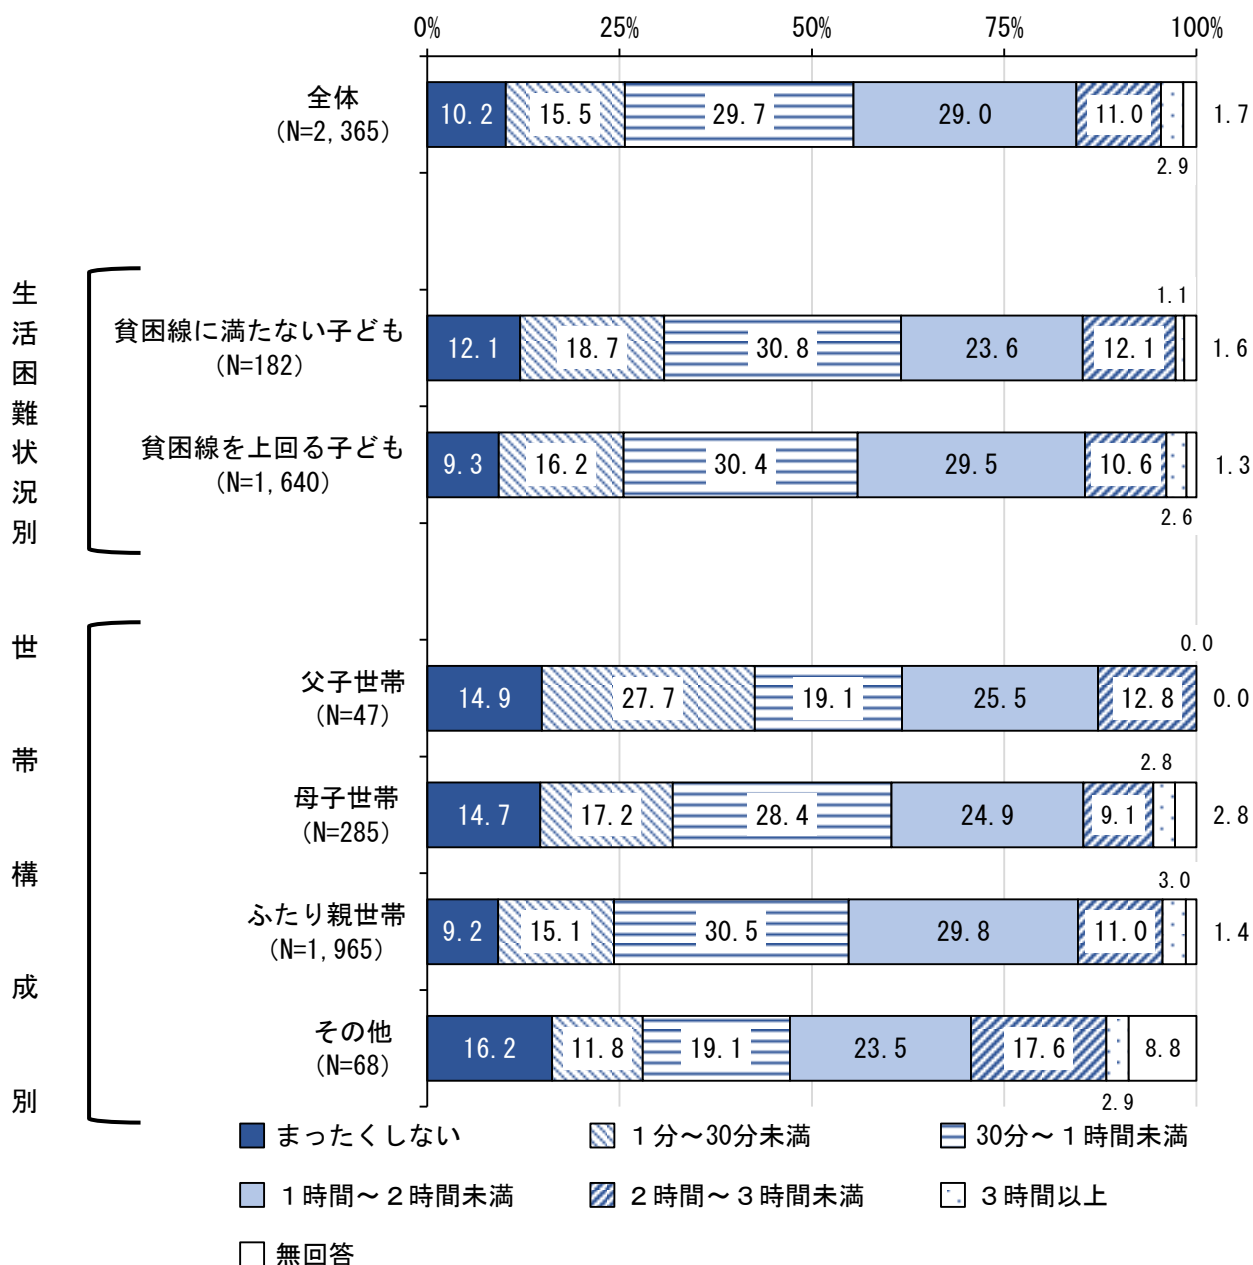 0% 25% 50% 75% 100%
全体
(N=2,365)
10.2 15.5 29.7 29.0 11.0 1.7
2.9
生活困難状況別
1.1
貧困線に満たない子ども
(N=182)
12.1 18.7 30.8 23.6 12.1 1.6
貧困線を上回る子ども
(N=1,640)
9.3 16.2 30.4 29.5 10.6 1.3
2.6
世帯構成別
0.0
父子世帯
(N=47)
14.9 27.7 19.1 25.5 12.8 0.0
2.8
母子世帯
(N=285)
14.7 17.2 28.4 24.9 9.1 2.8
3.0
ふたり親世帯
(N=1,965)
9.2 15.1 30.5 29.8 11.0 1.4
その他
(N=68)
16.2 11.8 19.1 23.5 17.6 8.8
2.9
まったくしない １分～30分未満 30分～１時間未満
１時間～２時間未満 ２時間～３時間未満 ３時間以上
無回答